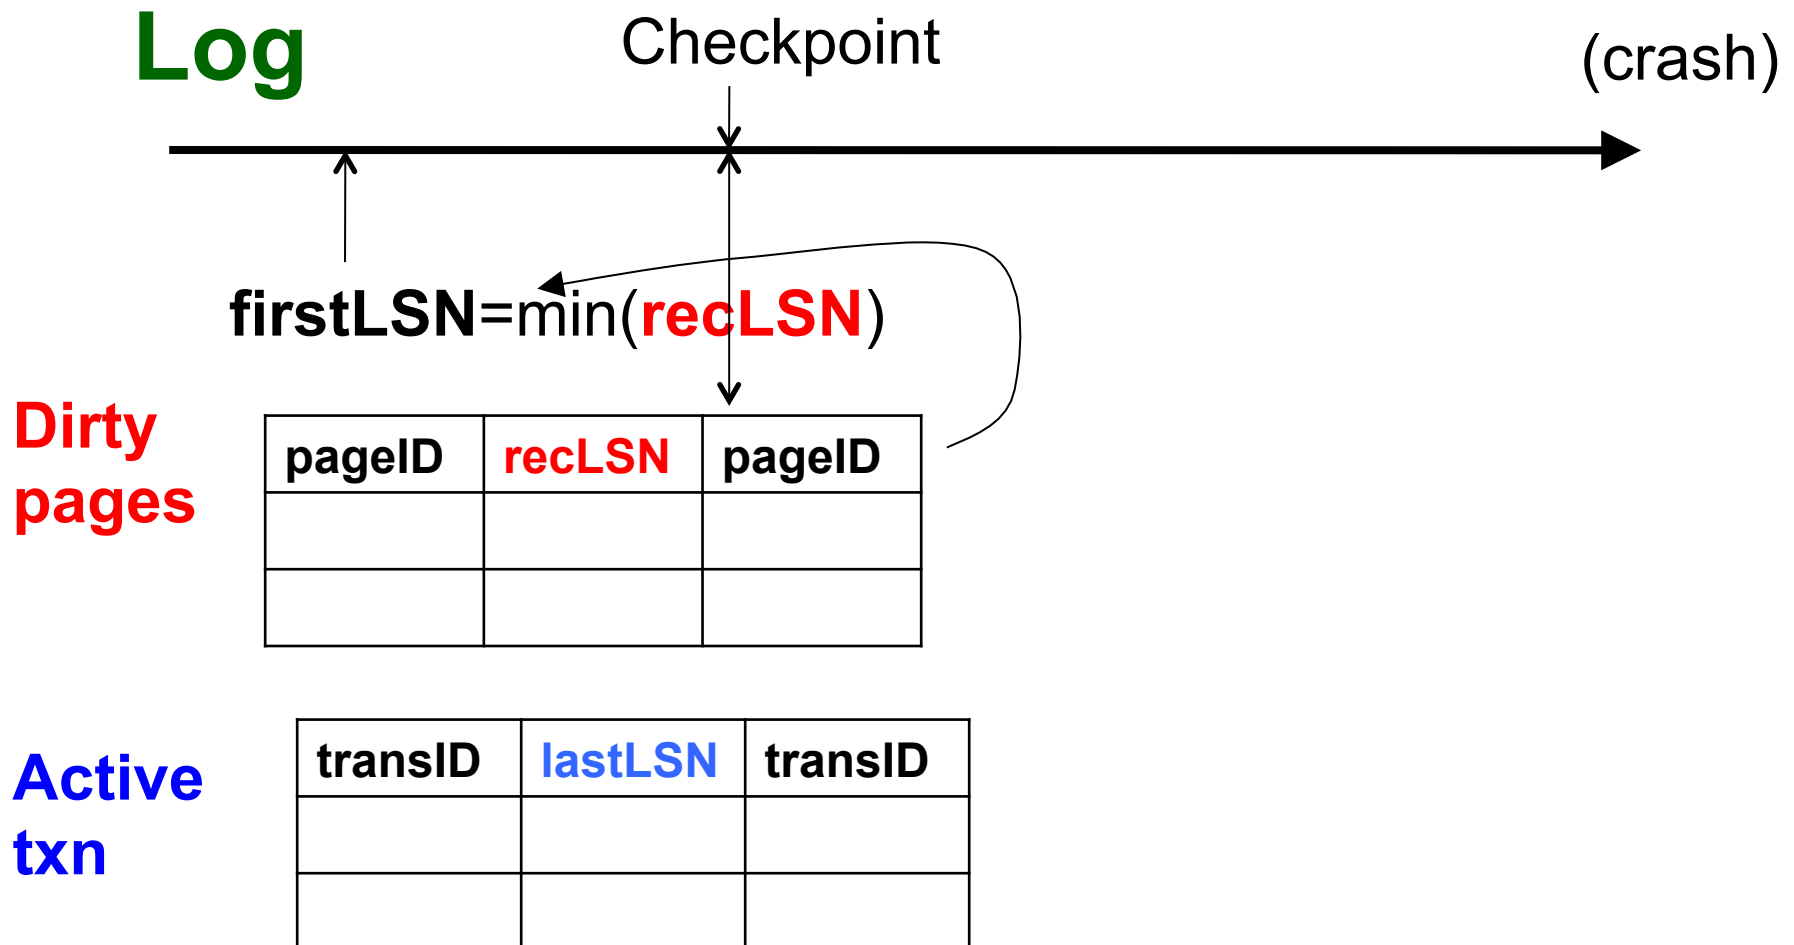 Log
Checkpoint
(crash)
firstLSN=min(recLSN)
Dirty
pages
pageID recLSN pageID
Active
txn
transID lastLSN transID